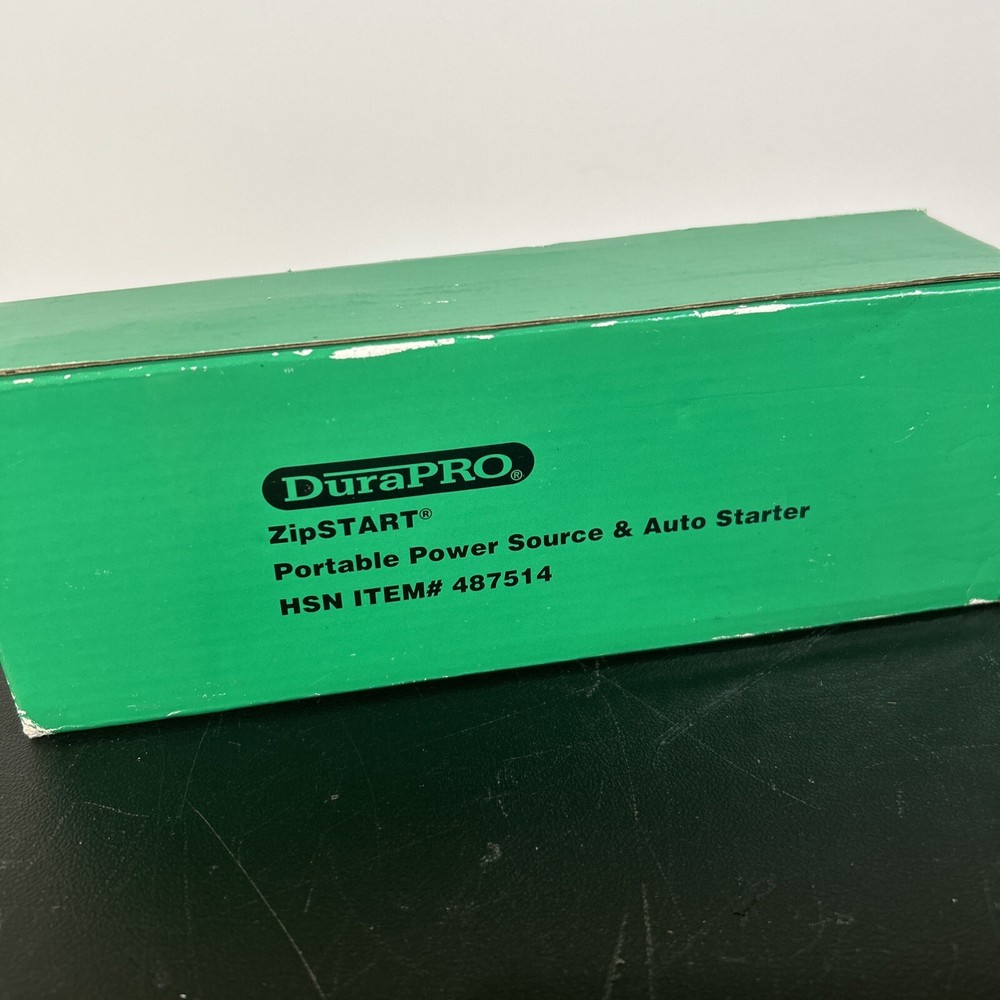 DuraPRO®
ZipSTART®
Portable Power Source & Auto Starter
HSN ITEM# 487514